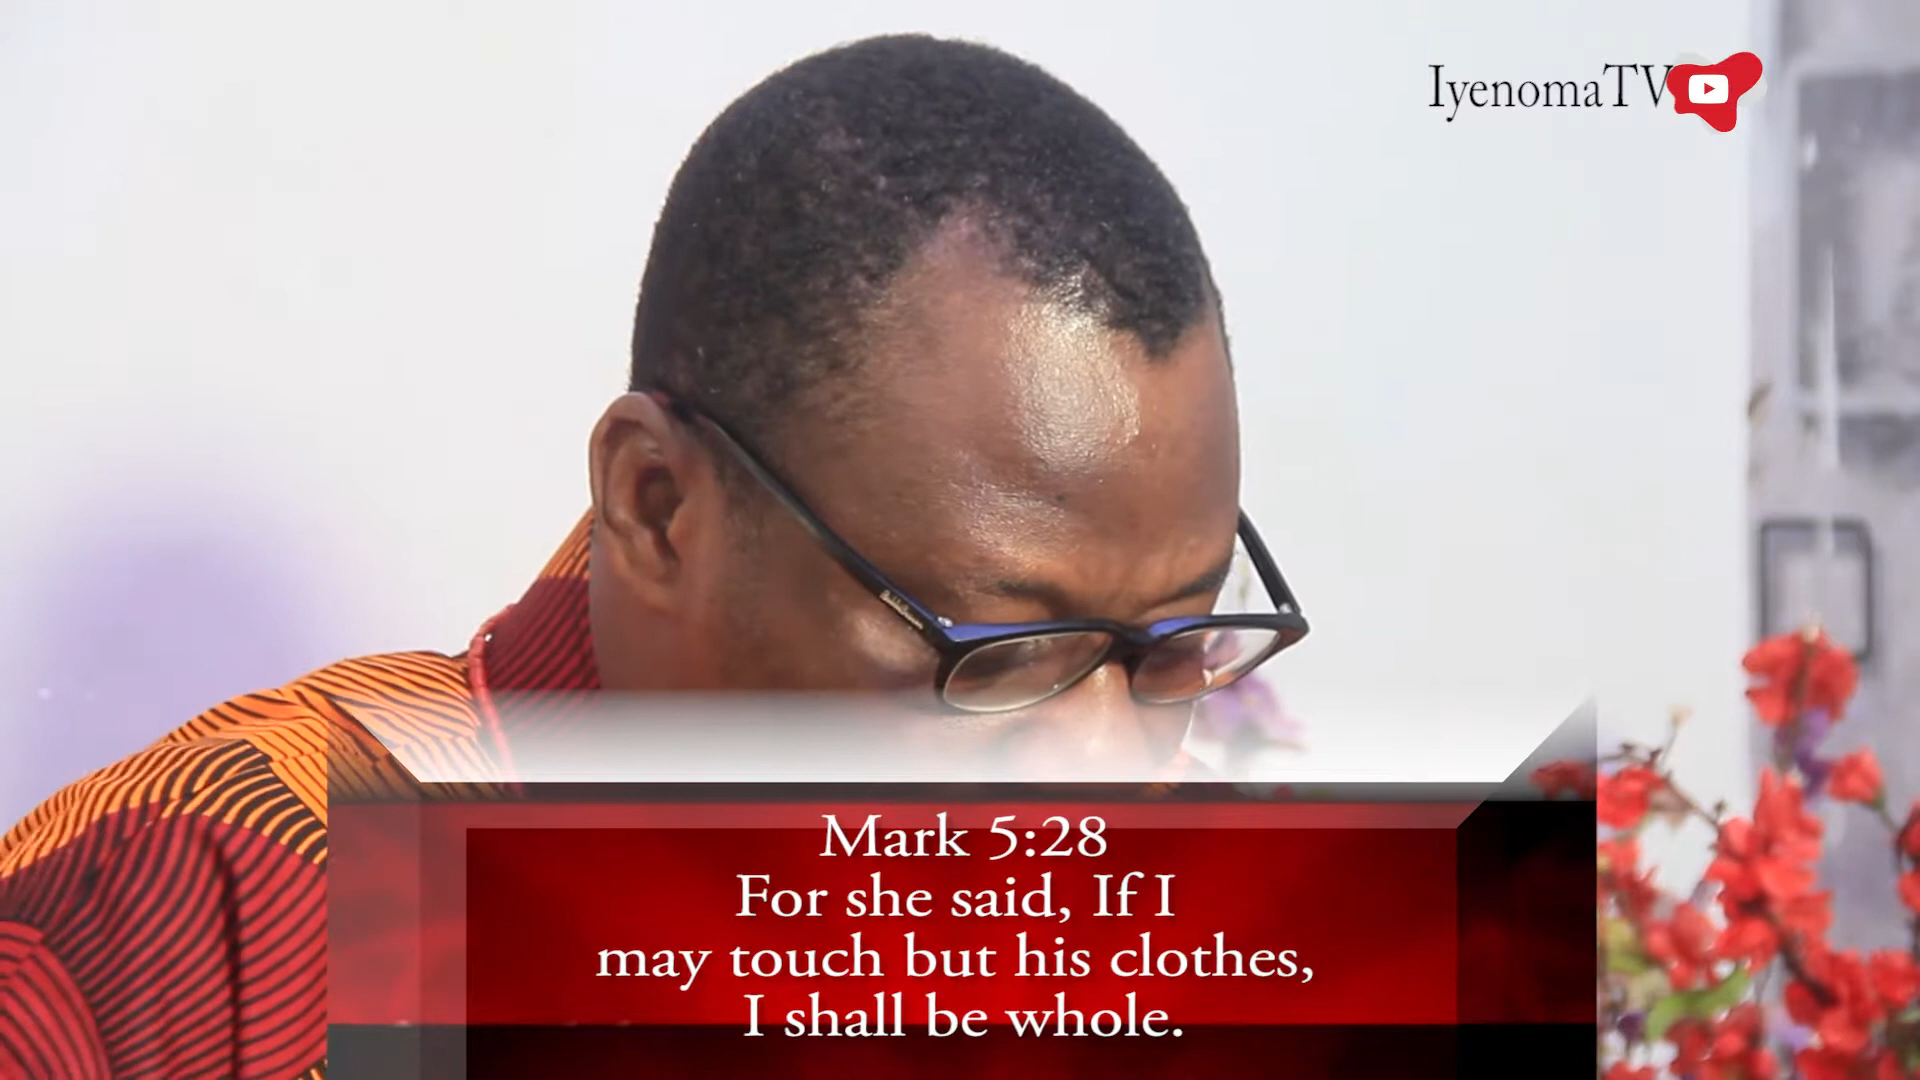 IyenomaTV
Mark 5:28
For she said, If I
may touch but his clothes,
I shall be whole.